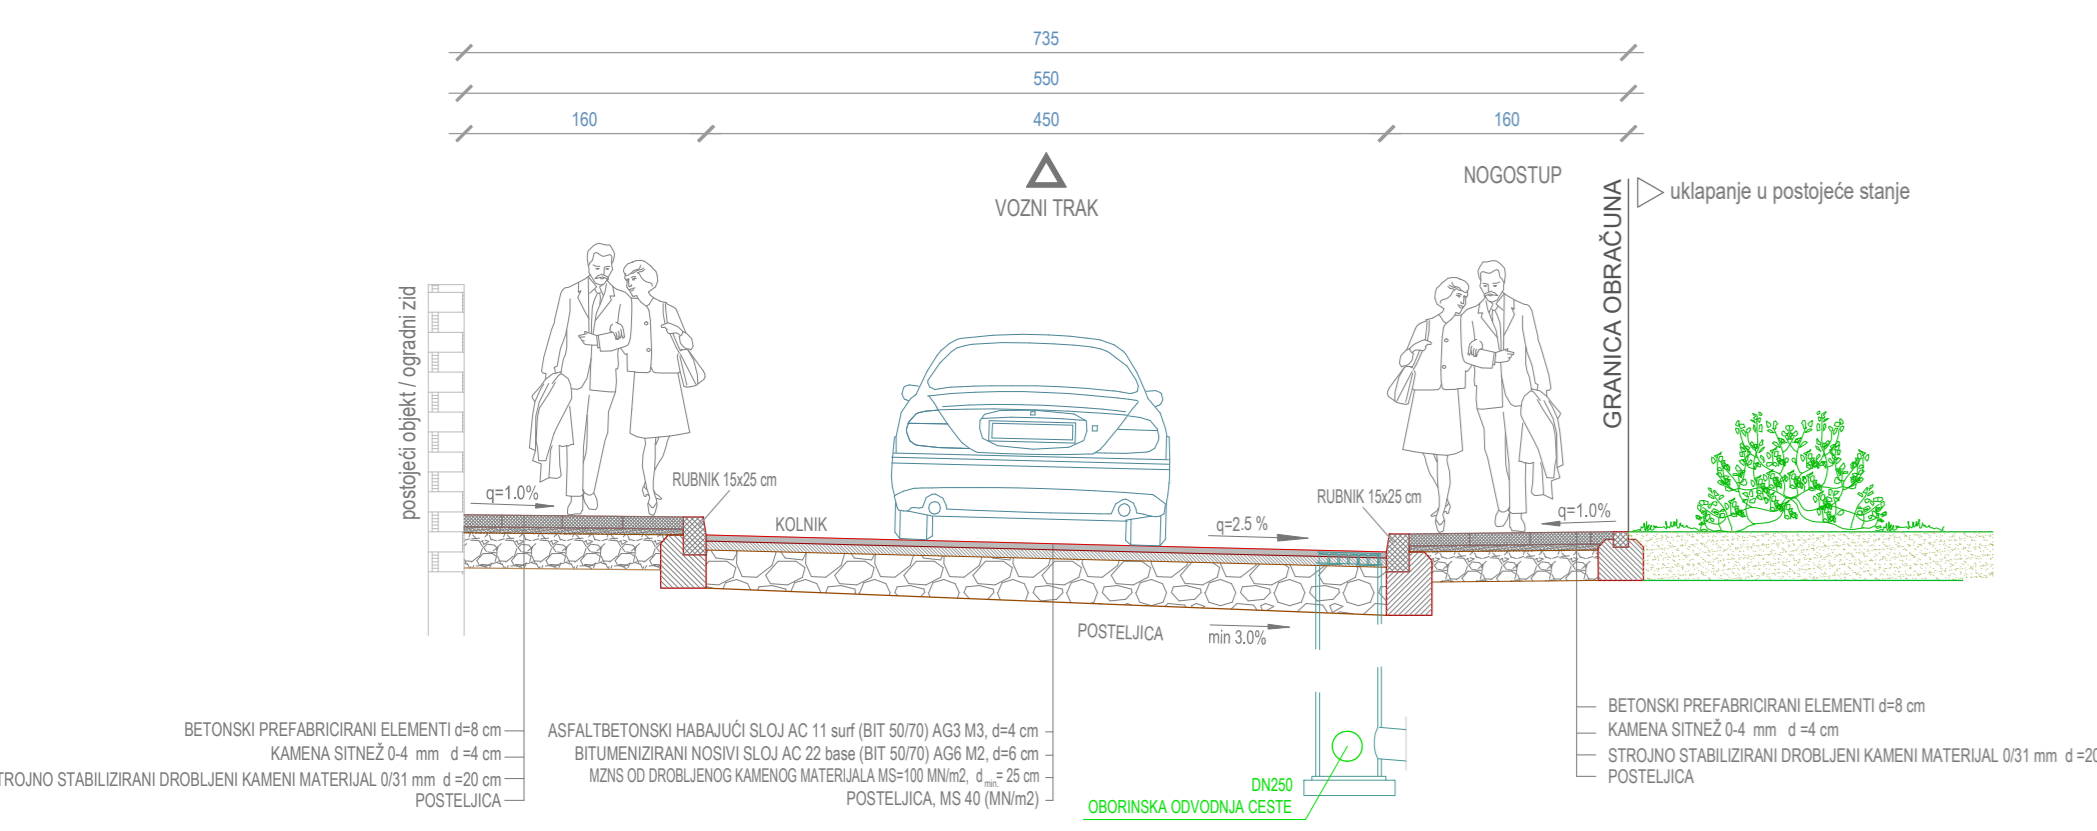 735
550
160
450
160
VOZNI TRAK
NOGOSTUP
GRANICA OBRAČUNA
uklapanje u postojeće stanje
postojeći objekt / ogradni zid
q=1.0%
RUBNIK 15x25 cm
KOLNIK
q=2.5 %
RUBNIK 15x25 cm
q=1.0%
POSTELJICA
min 3.0%
BETONSKI PREFABRICIRANI ELEMENTI d=8 cm
KAMENA SITNEŽ 0-4 mm d =4 cm
TROJNO STABILIZIRANI DROBLJENI KAMENI MATERIJAL 0/31 mm d =20 cm
POSTELJICA
ASFALTBETONSKI HABAJUĆI SLOJ AC 11 surf (BIT 50/70) AG3 M3, d=4 cm
BITUMENIZIRANI NOSIVI SLOJ AC 22 base (BIT 50/70) AG6 M2, d=6 cm
MZNS OD DROBLJENOG KAMENOG MATERIJALA MS=100 MN/m2, d min.= 25 cm
POSTELJICA, MS 40 (MN/m2)
DN250
OBORINSKA ODVODNJA CESTE
BETONSKI PREFABRICIRANI ELEMENTI d=8 cm
KAMENA SITNEŽ 0-4 mm d =4 cm
STROJNO STABILIZIRANI DROBLJENI KAMENI MATERIJAL 0/31 mm d =20
POSTELJICA